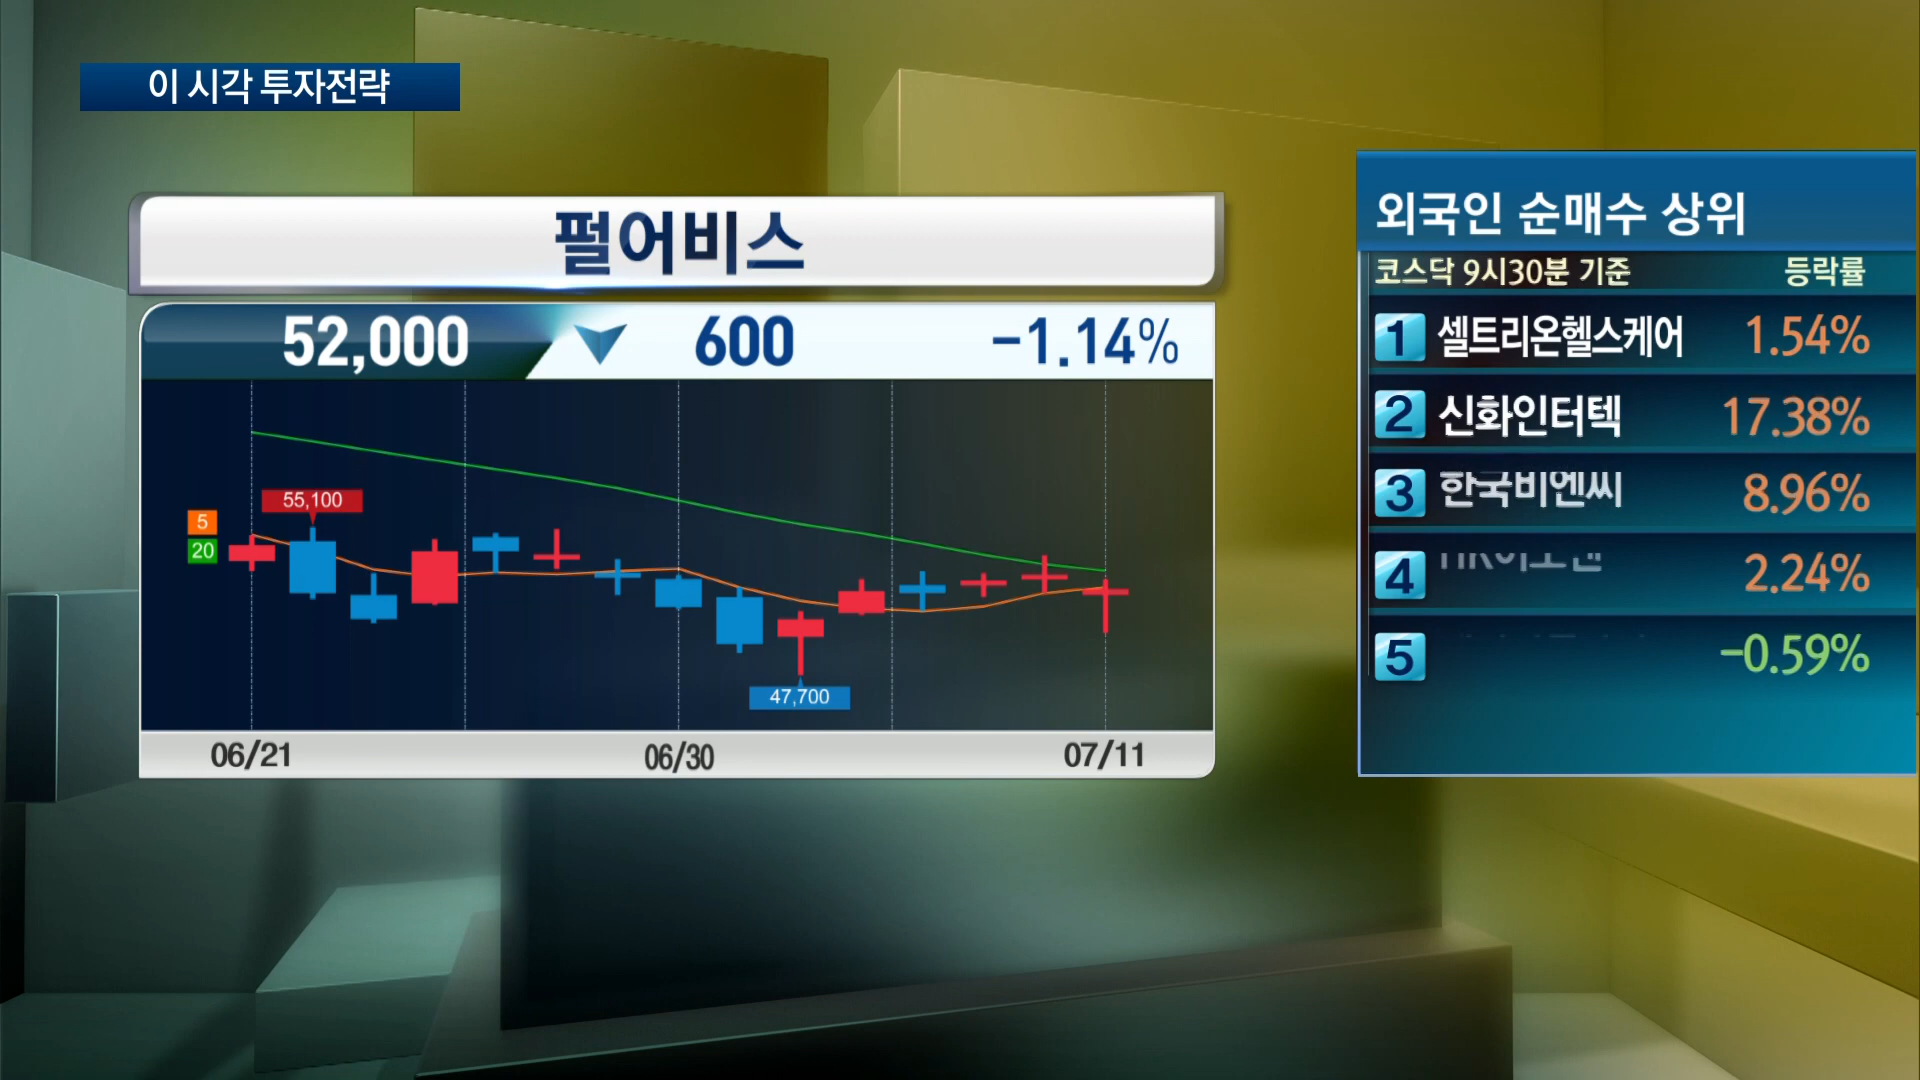 이 시각 투자전략
펄어비스
52,000 600 -1.14%
55,100
5
20
47,700
06/21 06/30 07/11
외국인 순매수 상위
코스닥 9시30분 기준 등락률
1 셀트리온헬스케어 1.54%
2 신화인터텍 17.38%
3 한국비엔씨 8.96%
4 2.24%
5 -0.59%